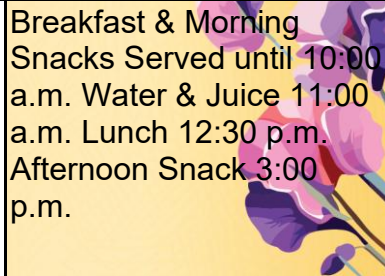 Breakfast & Morning
Snacks Served until 10:00
a.m. Water & Juice 11:00
a.m. Lunch 12:30 p.m.
Afternoon Snack 3:00
p.m.